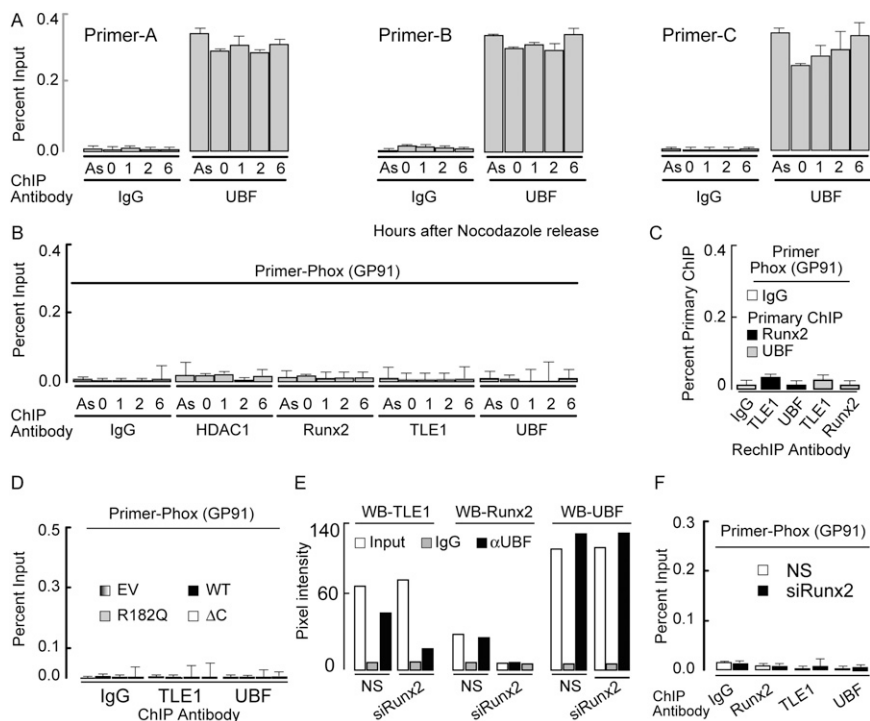 A
Primer-A
Primer-B
Primer-C
Percent Input
0.4
0.2
0.0
As 0 1 2 6 As 0 1 2 6 As 0 1 2 6 As 0 1 2 6 As 0 1 2 6 As 0 1 2 6
ChIP Antibody
IgG UBF IgG UBF IgG UBF
Hours after Nocodazole release
B
Primer-Phox (GP91)
Percent Input
0.4
0.2
0.0
As 0 1 2 6 As 0 1 2 6 As 0 1 2 6 As 0 1 2 6 As 0 1 2 6
ChIP Antibody
IgG HDAC1 Runx2 TLE1 UBF
C
Primer
Phox (GP91)
IgG
Primary ChIP
Runx2
UBF
Percent Primary ChIP
0.4
0.2
0
IgG TLE1 UBF TLE1 Runx2
RechIP Antibody
D
Primer-Phox (GP91)
Percent Input
0.5
0.3
0.1
0.0
EV WT
R182Q ΔC
IgG TLE1 UBF
ChIP Antibody
E
WB-TLE1 WB-Runx2 WB-UBF
Input IgG αUBF
Pixel intensity
140
60
0
NS siRunx2 NS siRunx2 NS siRunx2
F
Primer-Phox (GP91)
NS
siRunx2
Percent Input
0.3
0.2
0.1
0.0
ChIP Antibody
IgG Runx2 TLE1 UBF